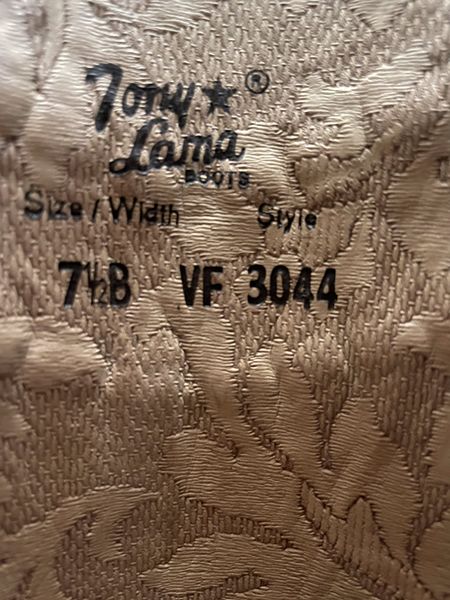 Tony★®
Lama
BOOTS
Size / Width Style
7½B VF 3044